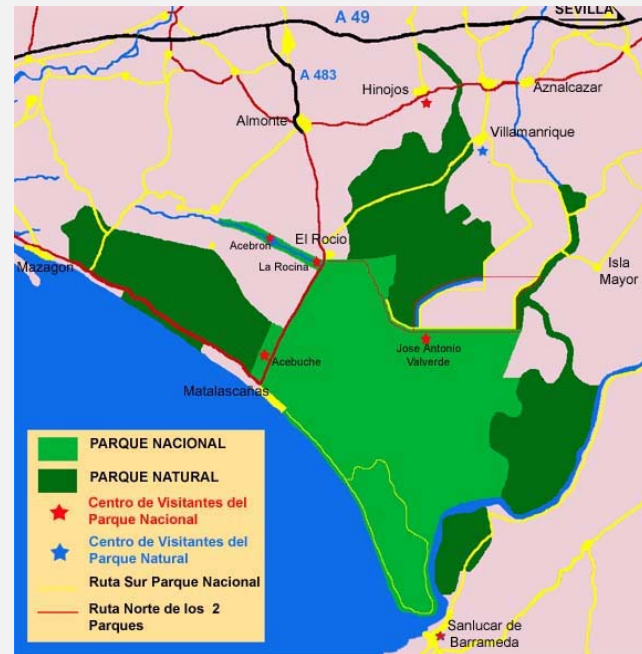 SEVILLA
A 49
A 483
Hinojos
Aznalcazar
Almonte
Villamanrique
Acebron
El Rocio
La Rocina
Isla
Mayor
Mazagon
Jose Antonio
Valverde
Acebuche
Matalascañas
PARQUE NACIONAL
PARQUE NATURAL
Centro de Visitantes del
Parque Nacional
Centro de Visitantes del
Parque Natural
Ruta Sur Parque Nacional
Ruta Norte de los 2
Parques
Sanlucar de
Barrameda